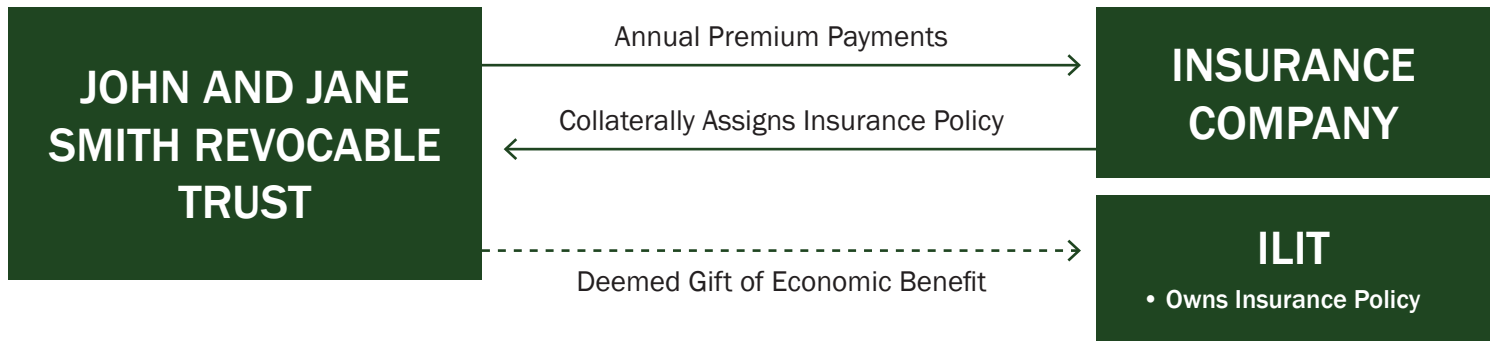 JOHN AND JANE
SMITH REVOCABLE
TRUST
Annual Premium Payments
Collaterally Assigns Insurance Policy
Deemed Gift of Economic Benefit
INSURANCE
COMPANY
ILIT
• Owns Insurance Policy